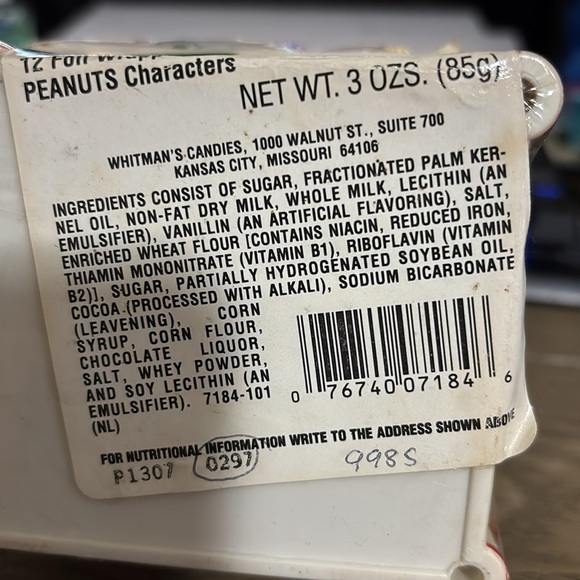 12 Foil Wrapp
PEANUTS Characters
NET WT. 3 OZS. (85g)
WHITMAN'S CANDIES, 1000 WALNUT ST., SUITE 700
KANSAS CITY, MISSOURI 64106
INGREDIENTS CONSIST OF SUGAR, FRACTIONATED PALM KER-
NEL OIL, NON-FAT DRY MILK, WHOLE MILK, LECITHIN (AN
EMULSIFIER), VANILLIN (AN ARTIFICIAL FLAVORING), SALT,
ENRICHED WHEAT FLOUR [CONTAINS NIACIN, REDUCED IRON,
THIAMIN MONONITRATE (VITAMIN B1), RIBOFLAVIN (VITAMIN
B2)], SUGAR, PARTIALLY HYDROGENATED SOYBEAN OIL,
COCOA (PROCESSED WITH ALKALI), SODIUM BICARBONATE
(LEAVENING), CORN
SYRUP, CORN FLOUR,
CHOCOLATE LIQUOR,
SALT, WHEY POWDER,
AND SOY LECITHIN (AN
EMULSIFIER). 7184-101
(NL)
0 76740 07184 6
FOR NUTRITIONAL INFORMATION WRITE TO THE ADDRESS SHOWN ABOVE
P1307 0297 998S